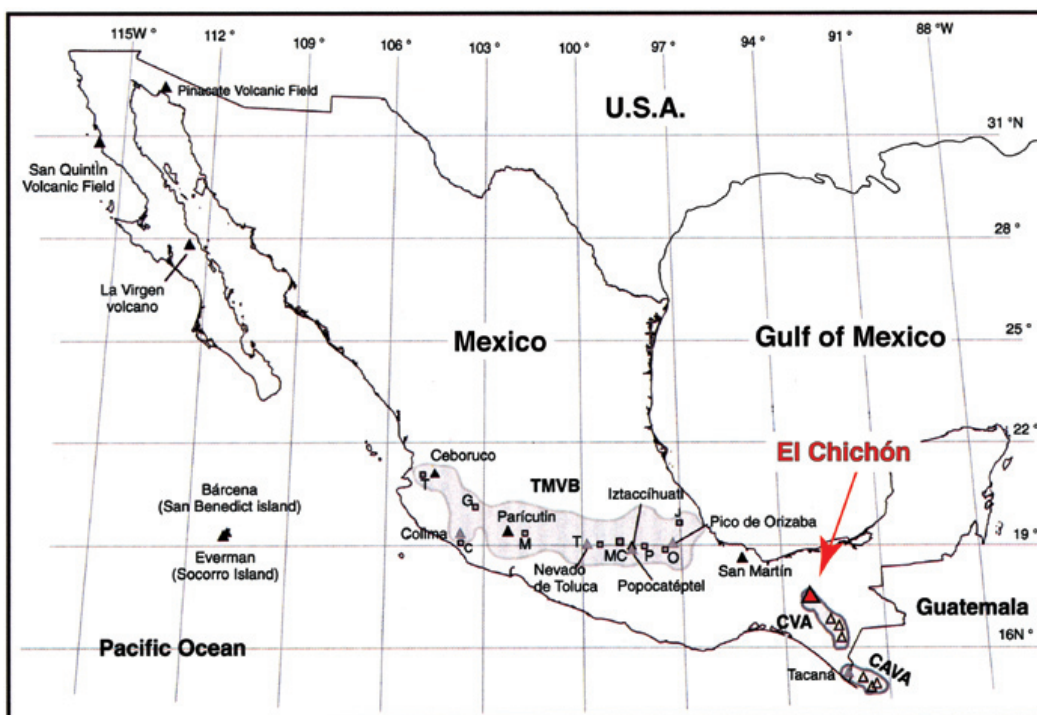 115W °
112 °
106 °
103 °
100 °
97 °
94 °
91 °
88 °W
Pinacate Volcanic Field
U.S.A.
31 °N
San Quintín
Volcanic Field
28 °
La Virgen
volcano
Mexico
Gulf of Mexico
25 °
22 °
El Chichón
Ceboruco
TMVB
Iztaccíhuatl
T
G
J
Bárcena
(San Benedict island)
Parícutin
Pico de Orizaba
Colima
C
M
T
MC
P
O
19 °
Everman
(Socorro Island)
Nevado
de Toluca
Popocatéptel
San Martín
CVA
Guatemala
16N °
Pacific Ocean
Tacaná
CAVA